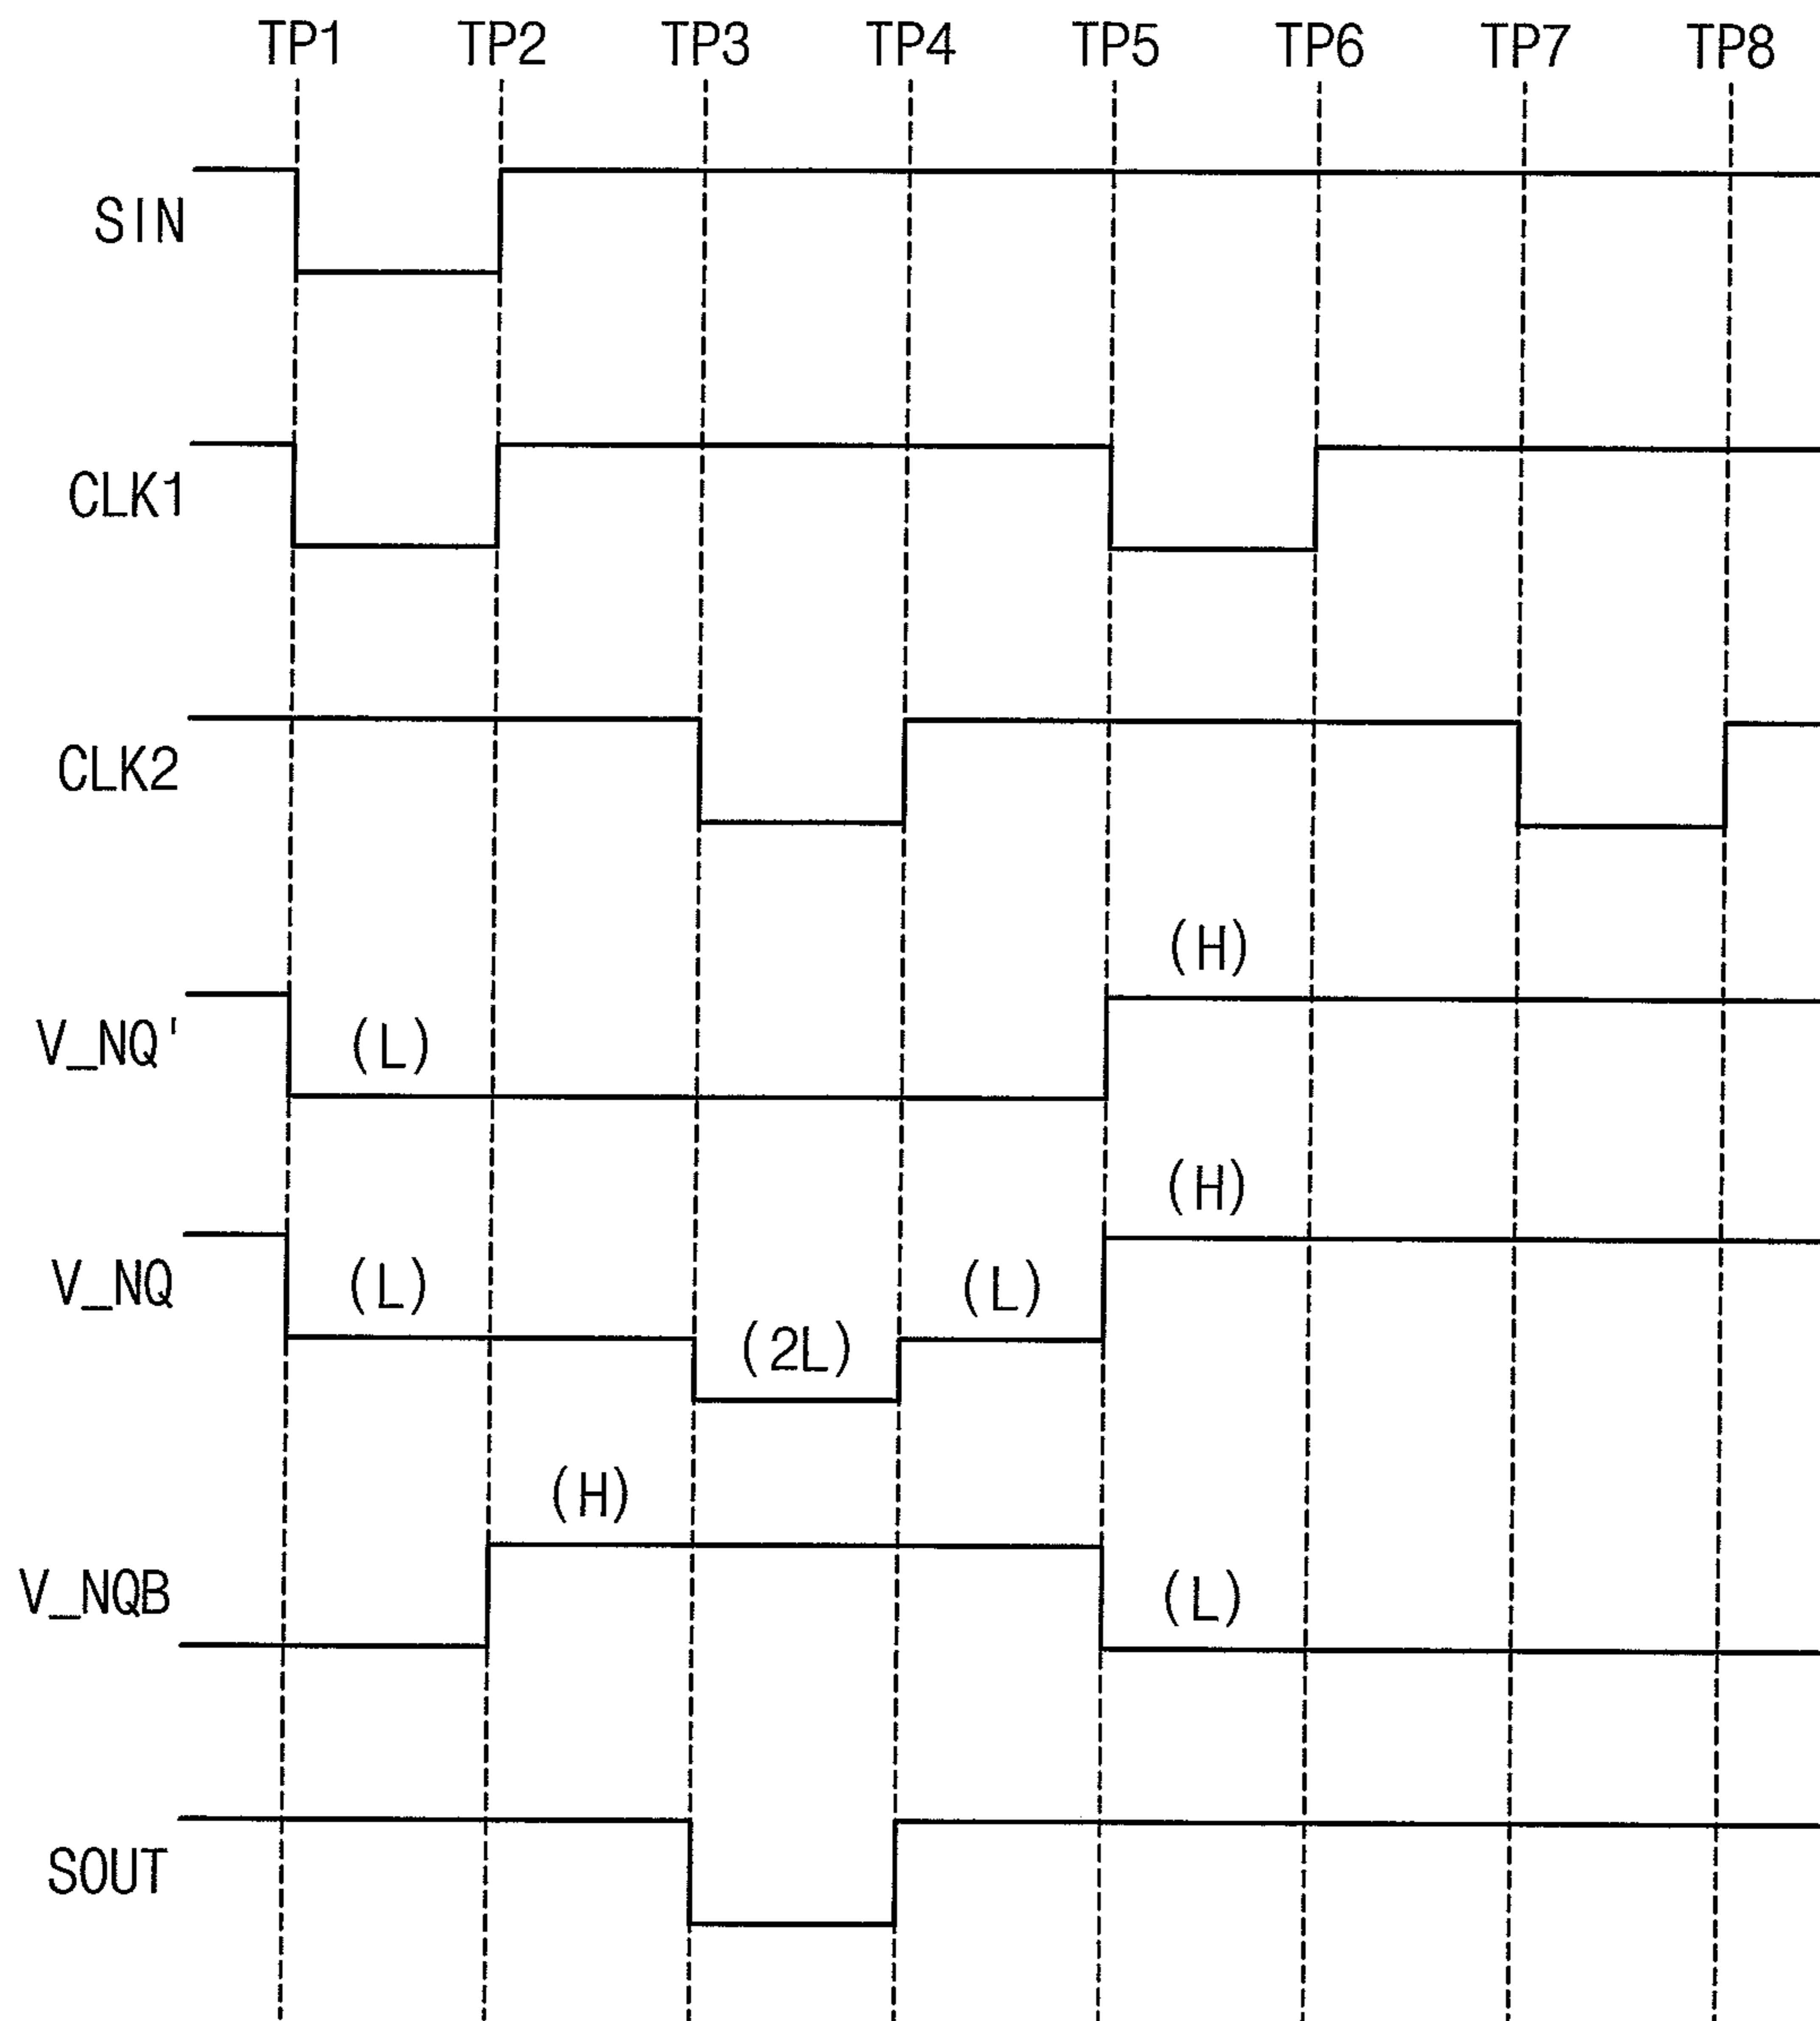 TP1 TP2 TP3 TP4 TP5 TP6 TP7 TP8
SIN
CLK1
CLK2
(H)
V_NQ' (L)
(H)
V_NQ (L) (L)
(2L)
(H)
V_NQB (L)
SOUT